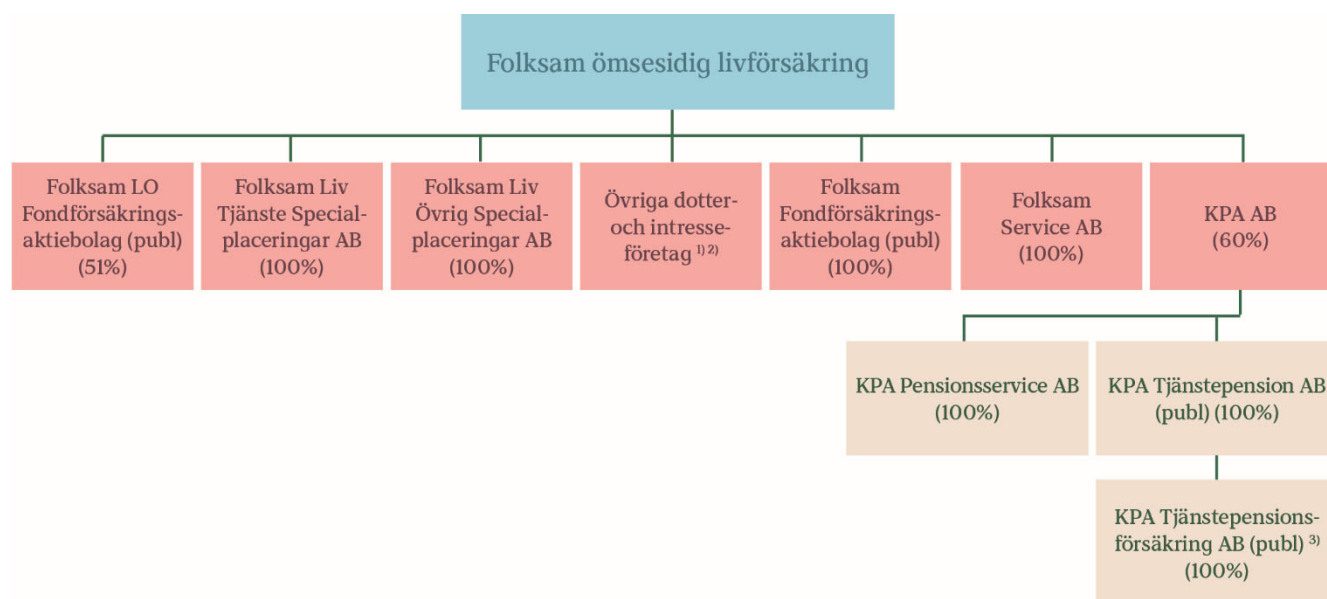 Folksam ömsesidig livförsäkring
Folksam LO
Fondförsäkrings-
aktiebolag (publ)
(51%)
Folksam Liv
Tjänste Special-
placeringar AB
(100%)
Folksam Liv
Övrig Special-
placeringar AB
(100%)
Övriga dotter-
och intresse-
företag ¹⁾ ²⁾
Folksam
Fondförsäkrings-
aktiebolag (publ)
(100%)
Folksam
Service AB
(100%)
KPA AB
(60%)
KPA Pensionsservice AB
(100%)
KPA Tjänstepension AB
(publ) (100%)
KPA Tjänstepensions-
försäkring AB (publ) ³⁾
(100%)